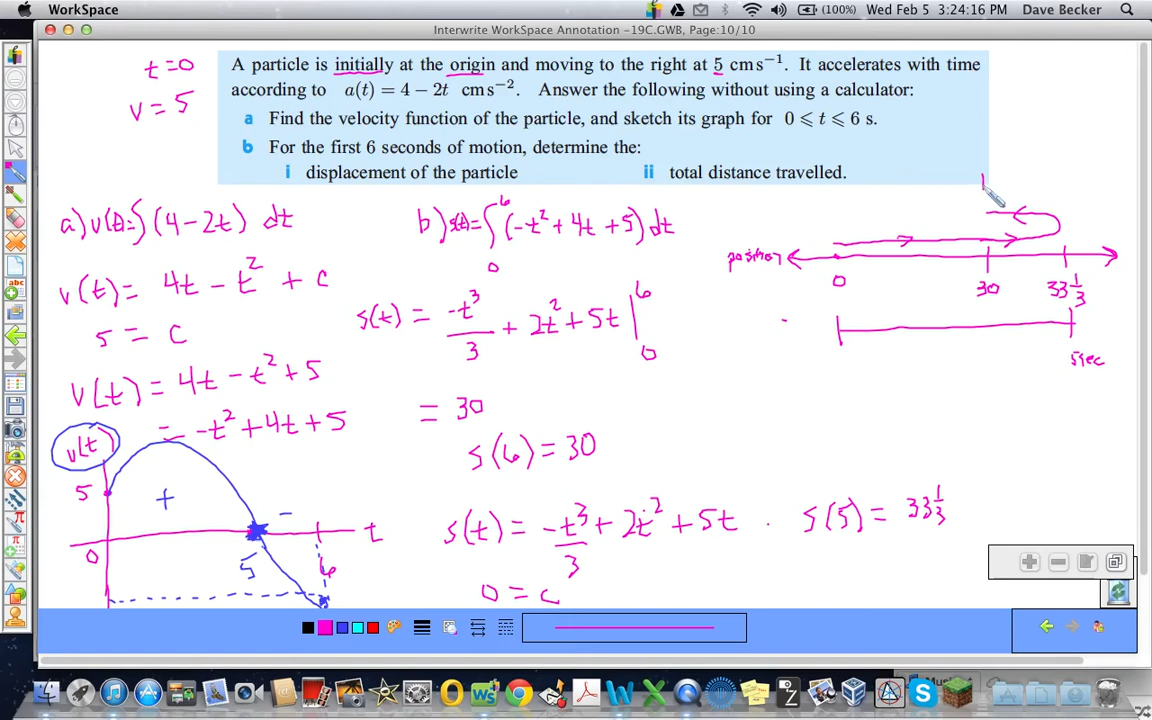 WorkSpace
(100%) Wed Feb 5 3:24:16 PM Dave Becker
Interwrite WorkSpace Annotation -19C.GWB, Page:10/10
t=0
v = 5
A particle is initially at the origin and moving to the right at 5 cm s⁻¹. It accelerates with time
according to a(t) = 4 − 2t cm s⁻². Answer the following without using a calculator:
a Find the velocity function of the particle, and sketch its graph for 0 ⩽ t ⩽ 6 s.
b For the first 6 seconds of motion, determine the:
i displacement of the particle ii total distance travelled.
a) v(t)=∫(4-2t) dt
v(t) = 4t - t² + c
5 = c
v(t) = 4t - t² + 5
= -t² + 4t + 5
v(t)
5
+
-
0
5
6
t
b) s(t)=∫₀⁶(-t² + 4t + 5) dt
s(t) = -t³/3 + 2t² + 5t |₀⁶
= 30
s(6) = 30
s(t) = -t³/3 + 2t² + 5t . s(5) = 33 1/3
0 = c
position
0
30
33 1/3
5sec